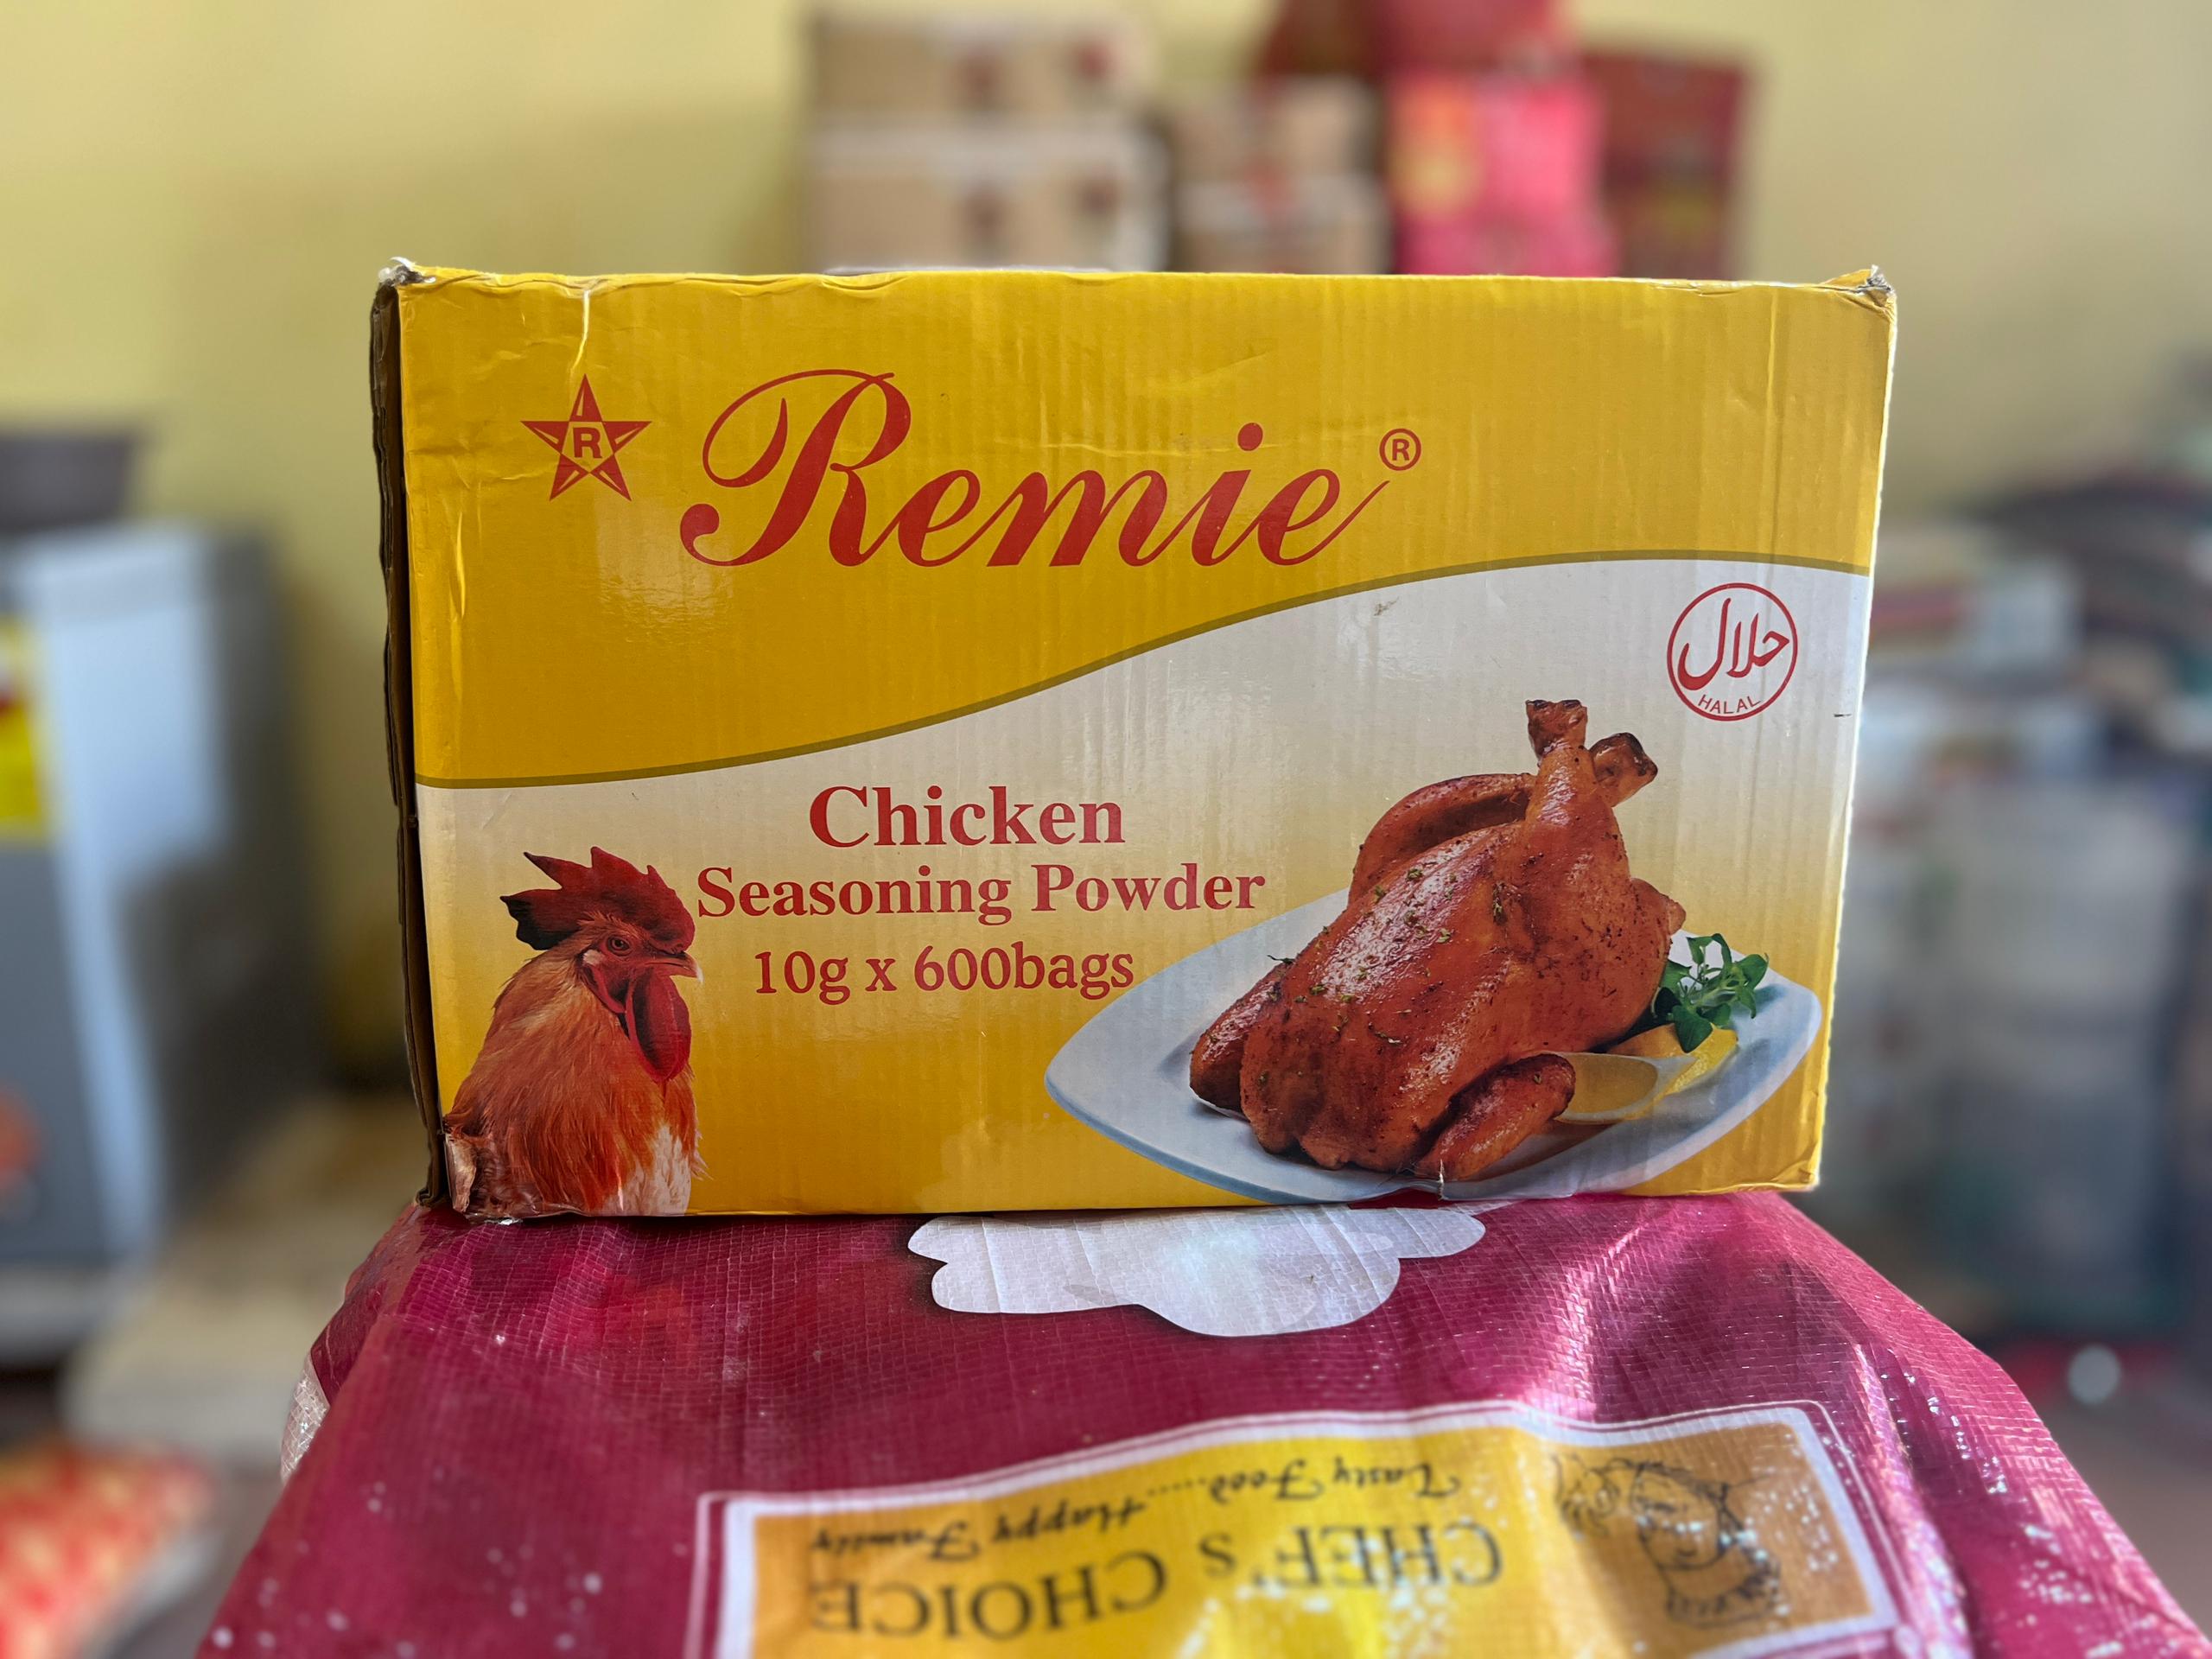 R
Remie®
حلال
HALAL
Chicken
Seasoning Powder
10g x 600bags
CHEF'S CHOICE
Tasty Food.....Happy Family